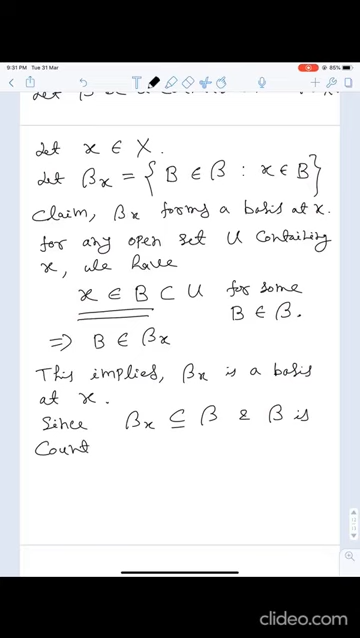 9:31 PM Tue 31 Mar
85%
Let x ∈ X.
Let βx = { B ∈ β : x ∈ B }
Claim, βx forms a basis at x.
for any open set U containing
x, we have
x ∈ B ⊂ U for some
B ∈ β.
⇒ B ∈ βx
This implies, βx is a basis
at x.
Since βx ⊆ β & β is
Count
clideo.com